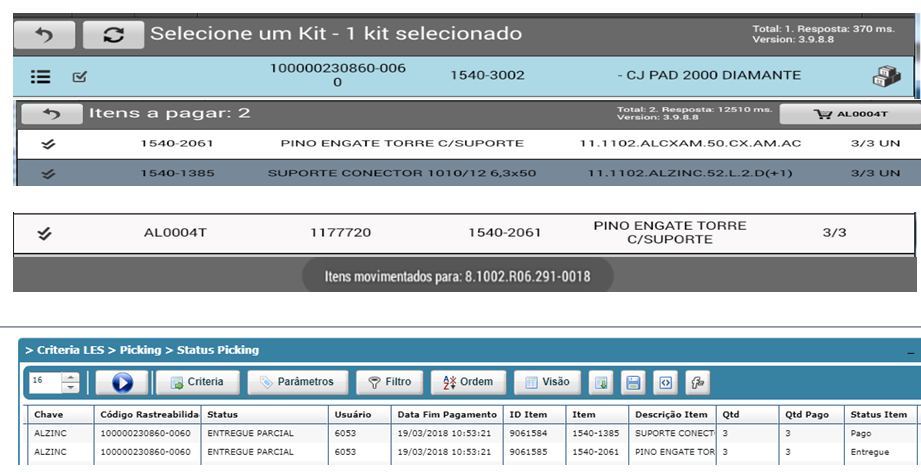 Selecione um Kit - 1 kit selecionado
Total: 1. Resposta: 370 ms.
Version: 3.9.8.8
100000230860-006
0
1540-3002
- CJ PAD 2000 DIAMANTE
Itens a pagar: 2
Total: 2. Resposta: 12510 ms.
Version: 3.9.8.8
AL0004T
1540-2061 PINO ENGATE TORRE C/SUPORTE 11.1102.ALCXAM.50.CX.AM.AC 3/3 UN
1540-1385 SUPORTE CONECTOR 1010/12 6,3x50 11.1102.ALZINC.52.L.2.D(+1) 3/3 UN
AL0004T 1177720 1540-2061 PINO ENGATE TORRE
C/SUPORTE 3/3
Itens movimentados para: 8.1002.R06.291-0018
> Criteria LES > Picking > Status Picking
16 Criteria Parâmetros Filtro Ordem Visão
Chave Código Rastreabilida Status Usuário Data Fim Pagamento ID Item Item Descrição Item Qtd Qtd Pago Status Item
ALZINC 100000230860-0060 ENTREGUE PARCIAL 6053 19/03/2018 10:53:21 9061584 1540-1385 SUPORTE CONECT 3 3 Pago
ALZINC 100000230860-0060 ENTREGUE PARCIAL 6053 19/03/2018 10:53:21 9061585 1540-2061 PINO ENGATE TOR 3 3 Entregue